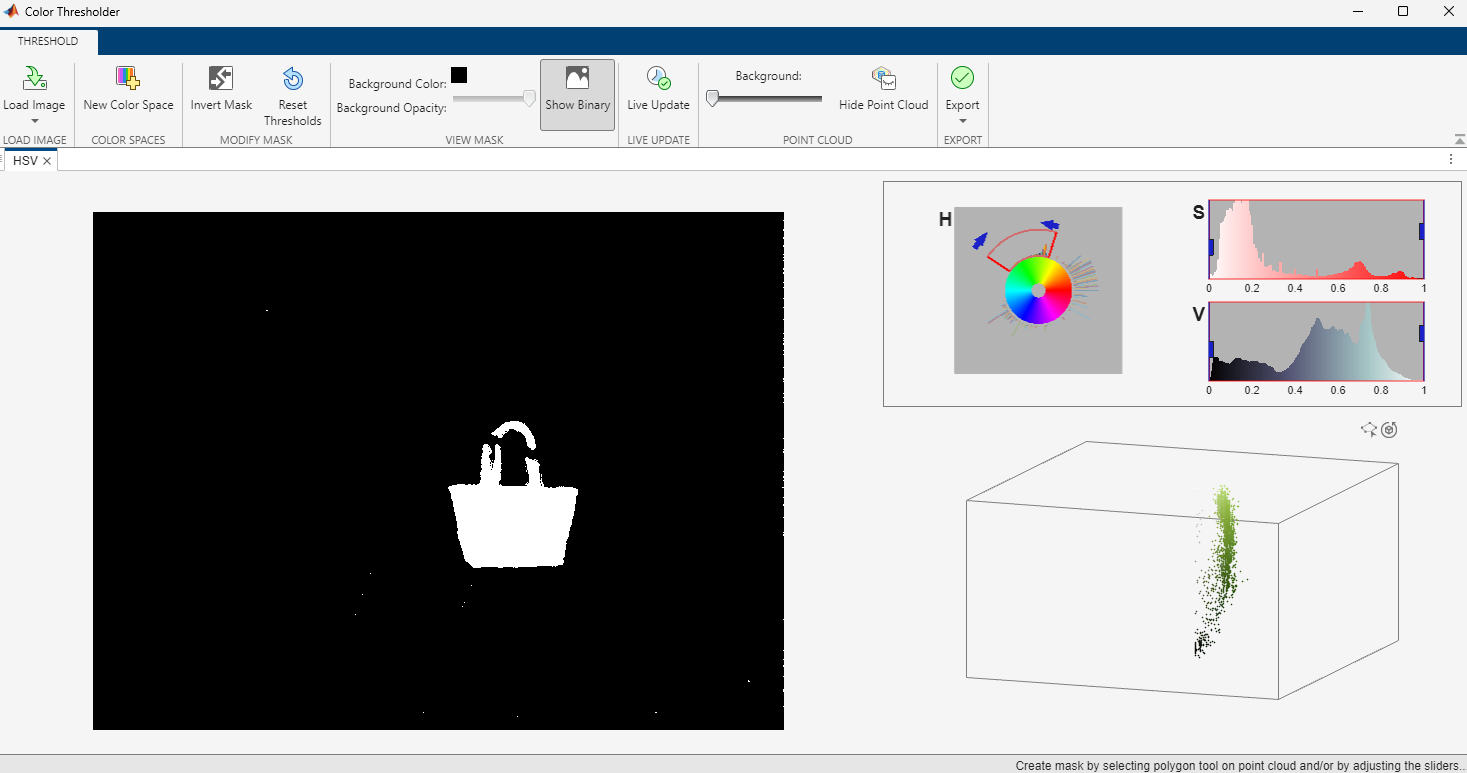 Color Thresholder
THRESHOLD
Load Image
New Color Space
Invert Mask
Reset
Thresholds
Background Color:
Background Opacity:
Show Binary
Live Update
Background:
Hide Point Cloud
Export
LOAD IMAGE
COLOR SPACES
MODIFY MASK
VIEW MASK
LIVE UPDATE
POINT CLOUD
EXPORT
HSV
H
S
0 0.2 0.4 0.6 0.8 1
V
0 0.2 0.4 0.6 0.8 1
H
Create mask by selecting polygon tool on point cloud and/or by adjusting the sliders...